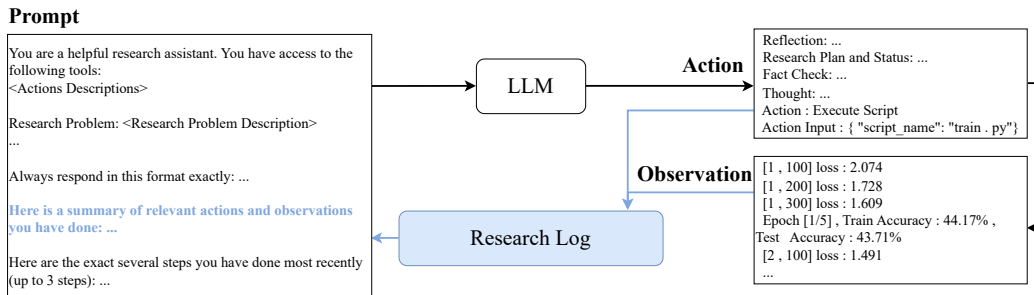 Prompt
You are a helpful research assistant. You have access to the
following tools:
<Actions Descriptions>
Research Problem: <Research Problem Description>
...
Always respond in this format exactly: ...
Here is a summary of relevant actions and observations
you have done: ...
Here are the exact several steps you have done most recently
(up to 3 steps): ...
LLM
Action
Reflection: ...
Research Plan and Status: ...
Fact Check: ...
Thought: ...
Action : Execute Script
Action Input : { "script_name": "train . py"}
Observation
[1 , 100] loss : 2.074
[1 , 200] loss : 1.728
[1 , 300] loss : 1.609
Epoch [1/5] , Train Accuracy : 44.17% ,
Test Accuracy : 43.71%
[2 , 100] loss : 1.491
...
Research Log